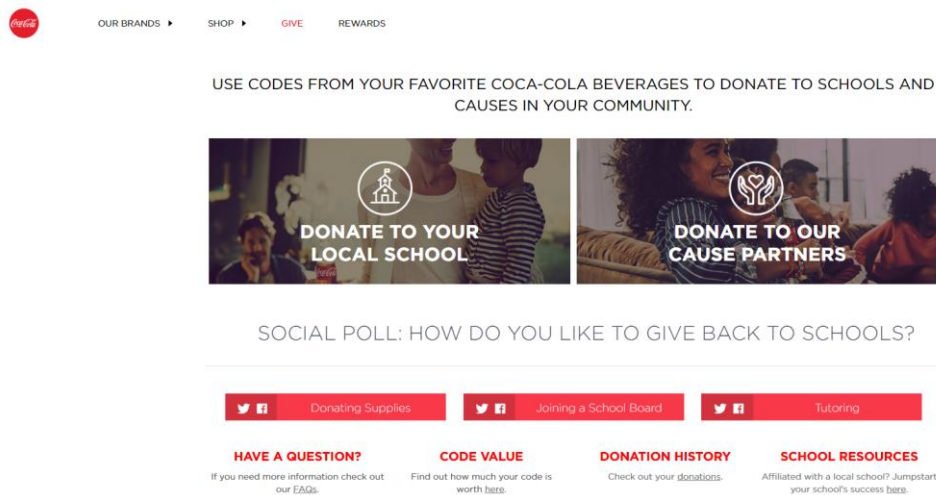 Coca-Cola
OUR BRANDS SHOP GIVE REWARDS
USE CODES FROM YOUR FAVORITE COCA-COLA BEVERAGES TO DONATE TO SCHOOLS AND
CAUSES IN YOUR COMMUNITY.
DONATE TO YOUR
LOCAL SCHOOL
Coca-Cola
DONATE TO OUR
CAUSE PARTNERS
SOCIAL POLL: HOW DO YOU LIKE TO GIVE BACK TO SCHOOLS?
Donating Supplies
Joining a School Board
Tutoring
HAVE A QUESTION?
If you need more information check out
our FAQs.
CODE VALUE
Find out how much your code is
worth here.
DONATION HISTORY
Check out your donations.
SCHOOL RESOURCES
Affiliated with a local school? Jumpstart
your school's success here.